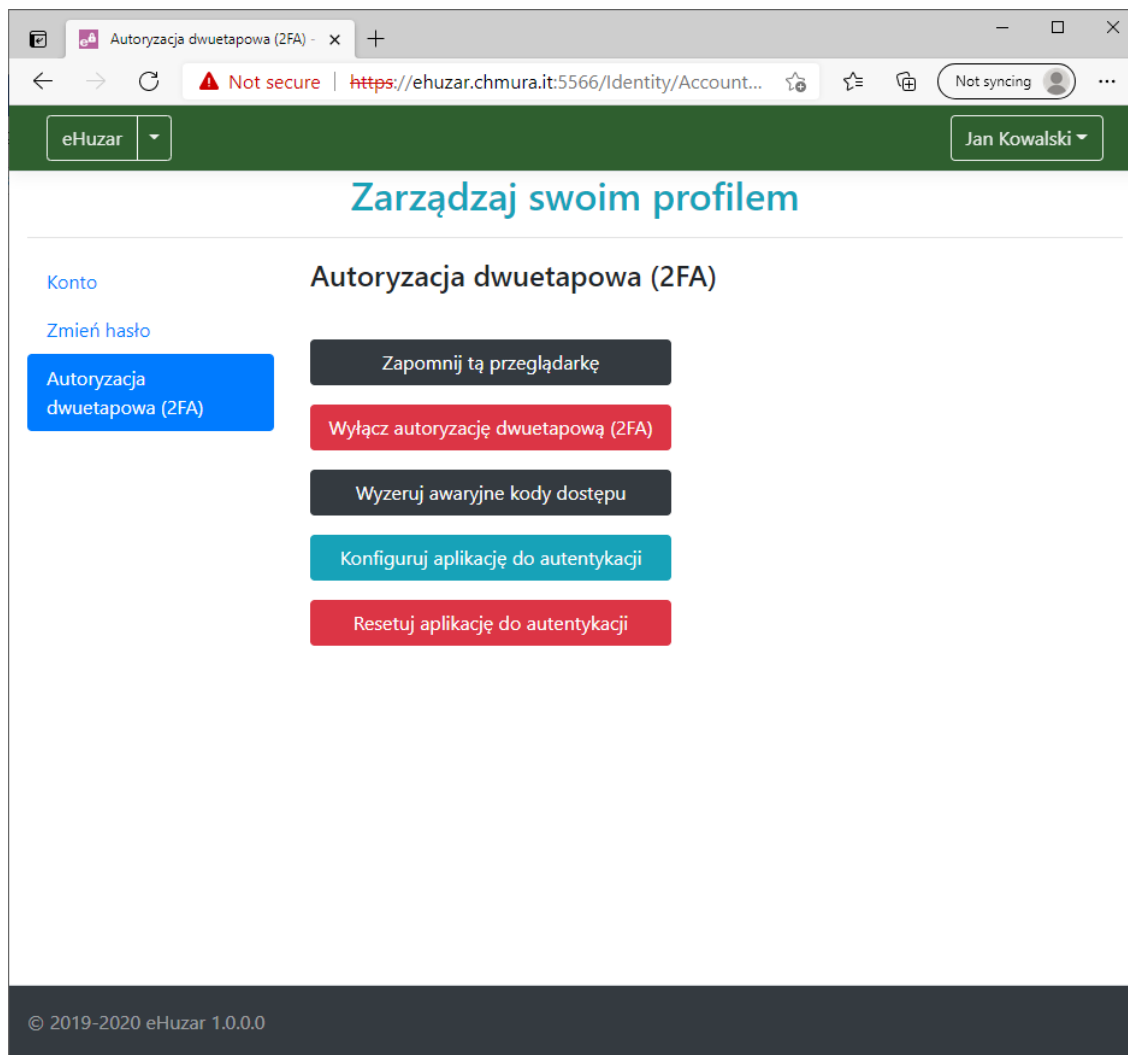 Autoryzacja dwuetapowa (2FA) -
Not secure | https://ehuzar.chmura.it:5566/Identity/Account...
Not syncing
eHuzar
Jan Kowalski
Zarządzaj swoim profilem
Konto
Zmień hasło
Autoryzacja
dwuetapowa (2FA)
Autoryzacja dwuetapowa (2FA)
Zapomnij tą przeglądarkę
Wyłącz autoryzację dwuetapową (2FA)
Wyzeruj awaryjne kody dostępu
Konfiguruj aplikację do autentykacji
Resetuj aplikację do autentykacji
© 2019-2020 eHuzar 1.0.0.0